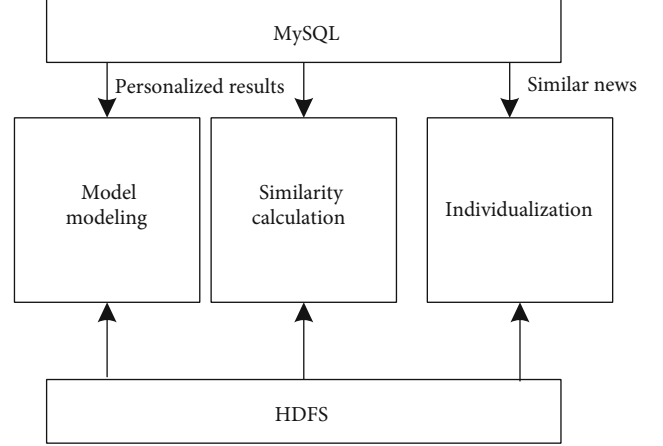 MySQL
Personalized results
Similar news
Model
modeling
Similarity
calculation
Individualization
HDFS